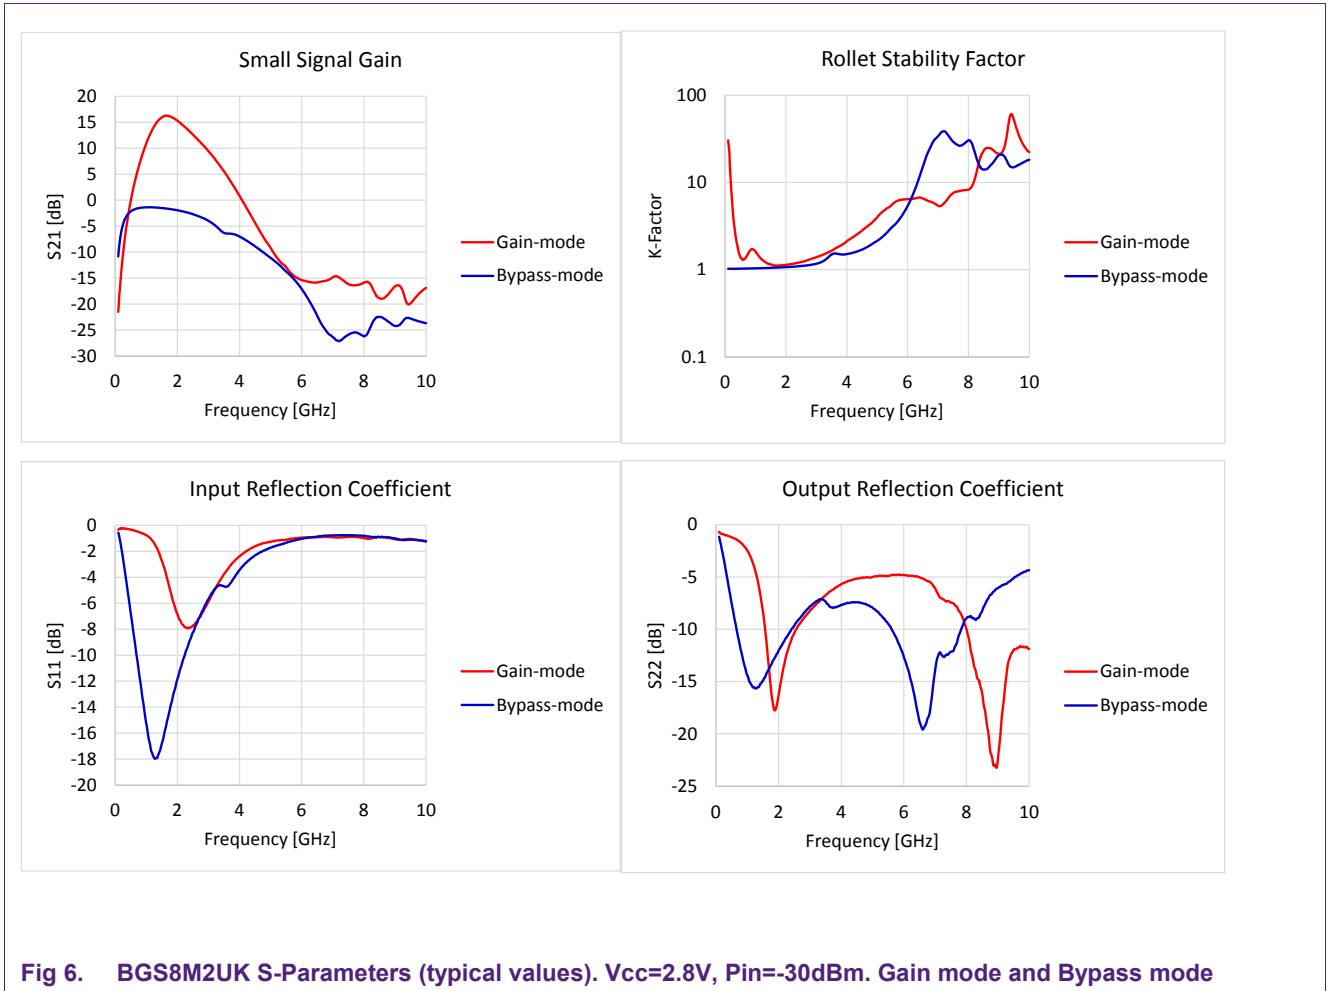 Small Signal Gain
20
15
10
5
0
-5
-10
-15
-20
-25
-30
S21 [dB]
0 2 4 6 8 10
Frequency [GHz]
Gain-mode
Bypass-mode
Rollet Stability Factor
100
10
1
0.1
K-Factor
0 2 4 6 8 10
Frequency [GHz]
Gain-mode
Bypass-mode
Input Reflection Coefficient
0
-2
-4
-6
-8
-10
-12
-14
-16
-18
-20
S11 [dB]
0 2 4 6 8 10
Frequency [GHz]
Gain-mode
Bypass-mode
Output Reflection Coefficient
0
-5
-10
-15
-20
-25
S22 [dB]
0 2 4 6 8 10
Frequency [GHz]
Gain-mode
Bypass-mode
Fig 6. BGS8M2UK S-Parameters (typical values). Vcc=2.8V, Pin=-30dBm. Gain mode and Bypass mode